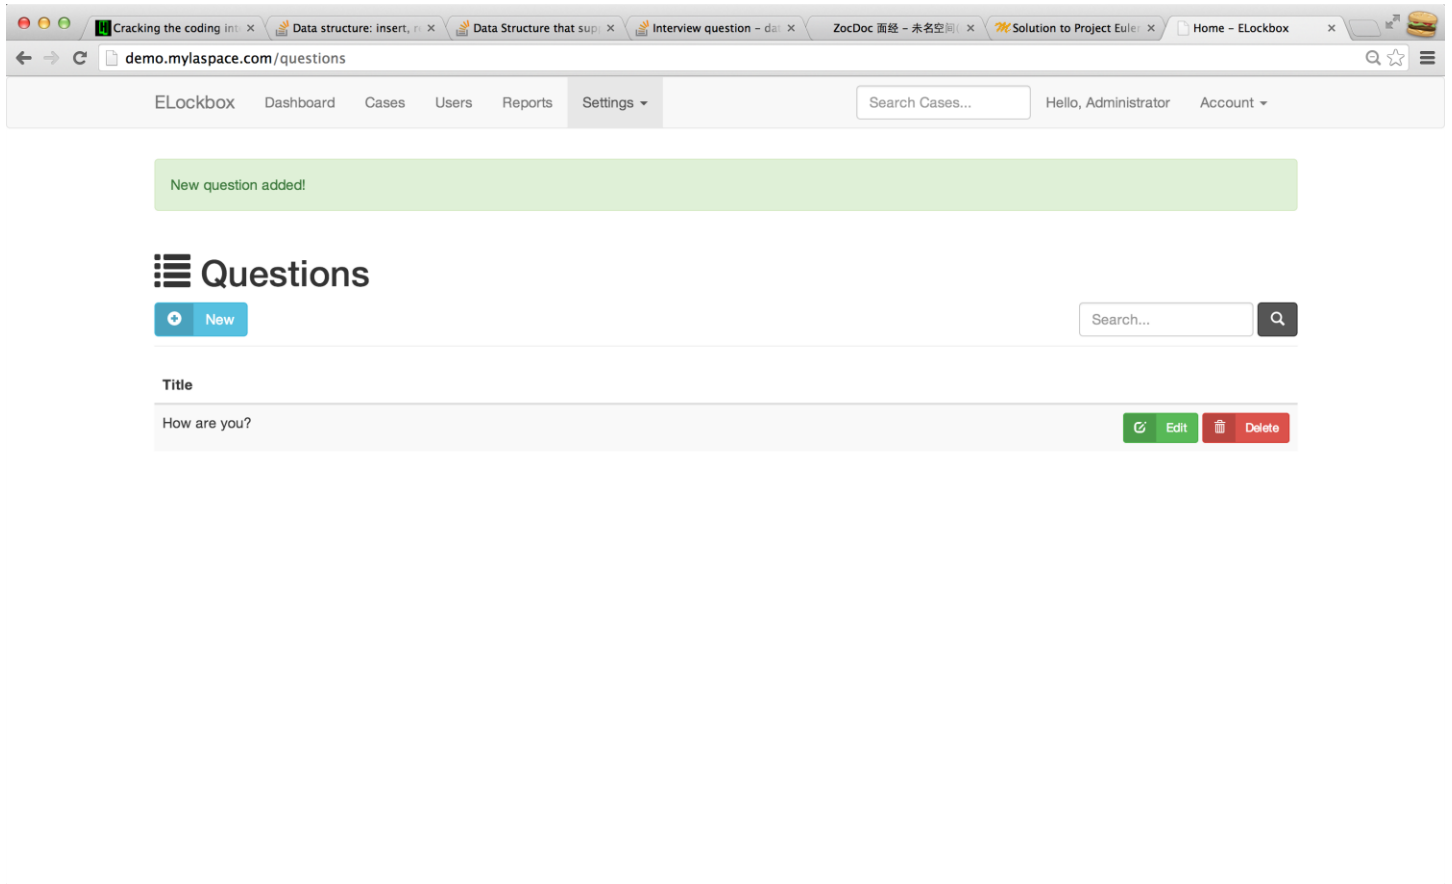 Cracking the coding int
Data structure: insert, r
Data Structure that sup
Interview question – dat
ZocDoc 面经 – 未名空间(
Solution to Project Euler
Home – ELockbox
demo.mylaspace.com/questions
ELockbox Dashboard Cases Users Reports Settings Search Cases... Hello, Administrator Account
New question added!
Questions
New Search...
Title
How are you? Edit Delete